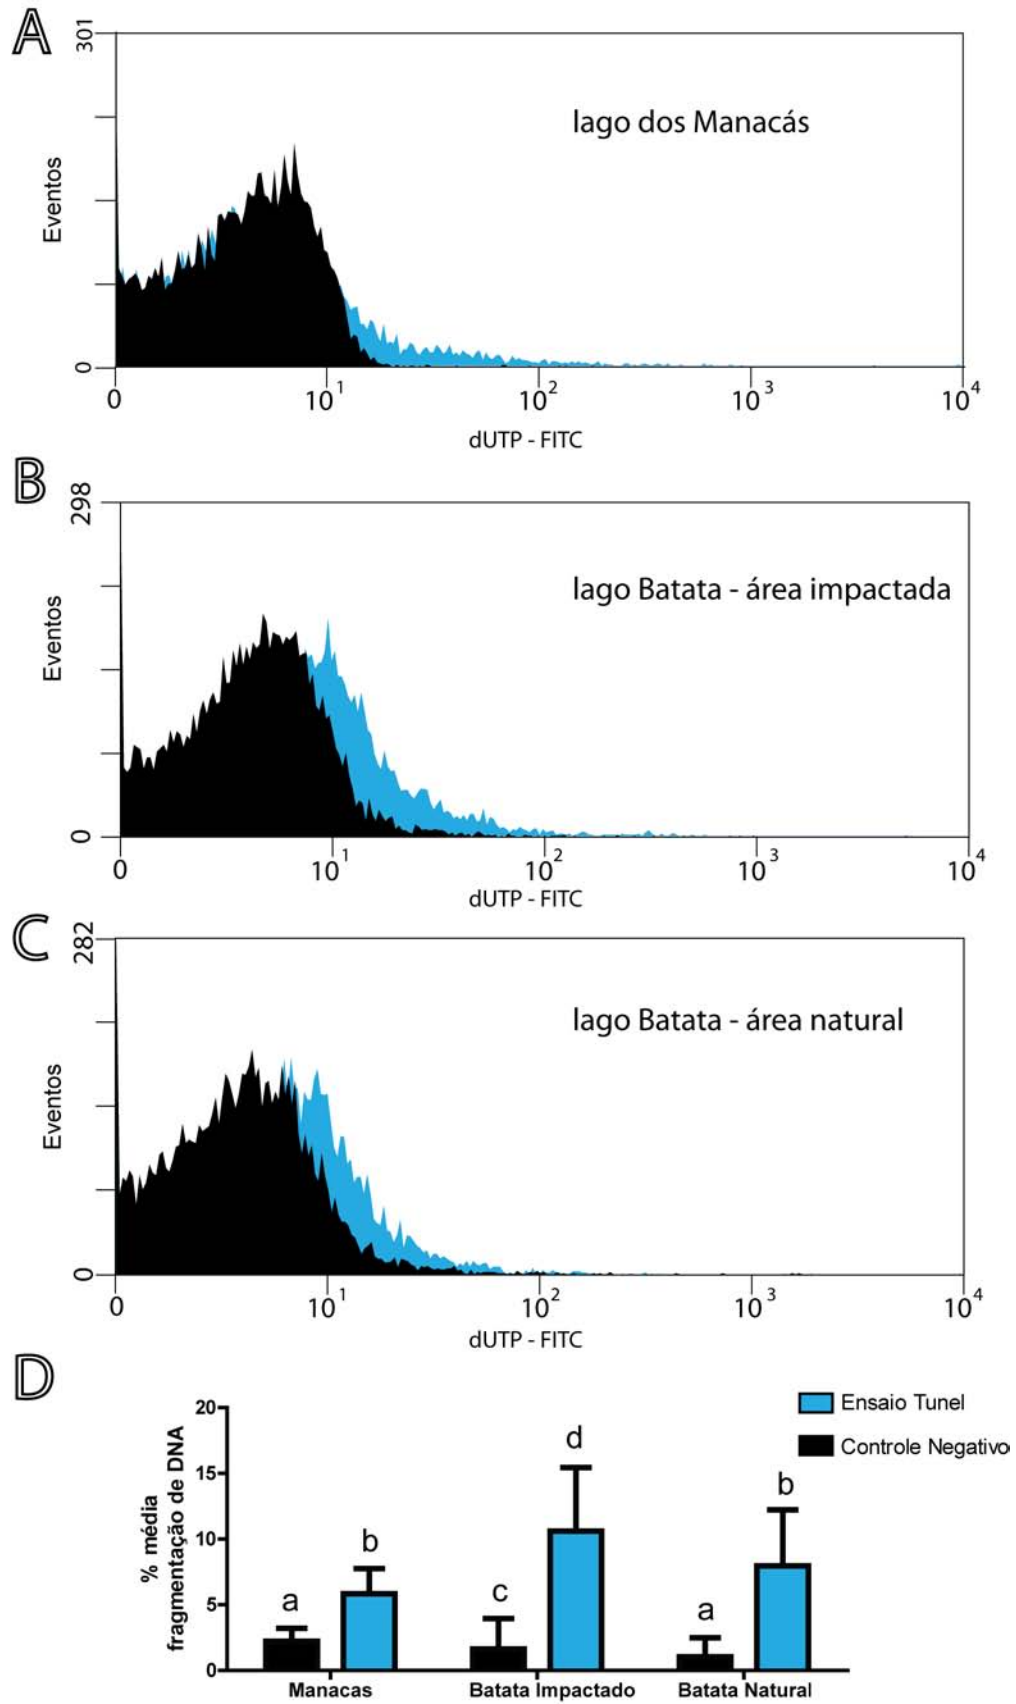 A
301
lago dos Manacás
Eventos
0
0 10¹ 10² 10³ 10⁴
dUTP - FITC
B
298
lago Batata - área impactada
Eventos
0
0 10¹ 10² 10³ 10⁴
dUTP - FITC
C
282
lago Batata - área natural
Eventos
0
0 10¹ 10² 10³ 10⁴
dUTP - FITC
D
% média
fragmentação de DNA
20
15
10
5
0
Ensaio Tunel
Controle Negativo
a b c d a b
Manacas Batata Impactado Batata Natural